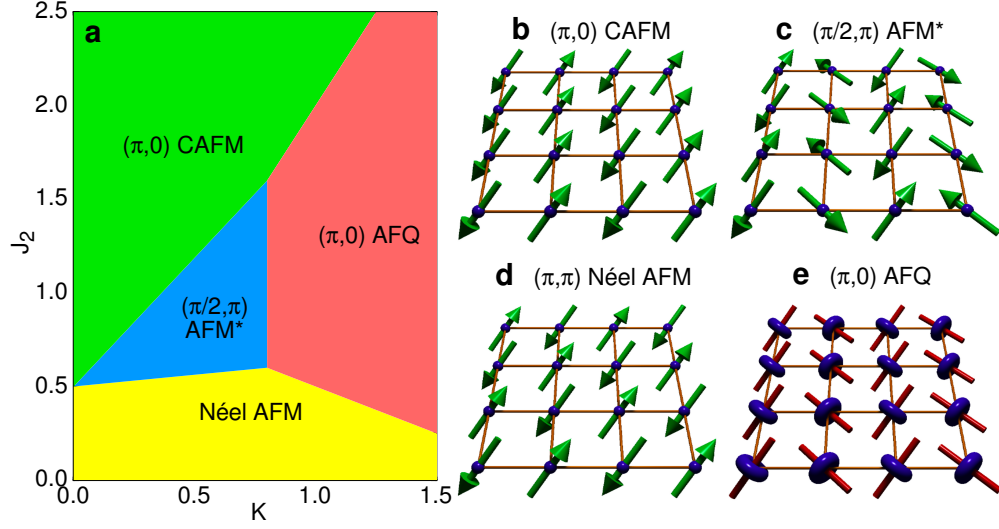 a
2.5
2.0
1.5
1.0
0.5
0.0
J2
(π,0) CAFM
(π,0) AFQ
(π/2,π)
AFM*
Néel AFM
0.0 0.5 1.0 1.5
K
b (π,0) CAFM
c (π/2,π) AFM*
d (π,π) Néel AFM
e (π,0) AFQ